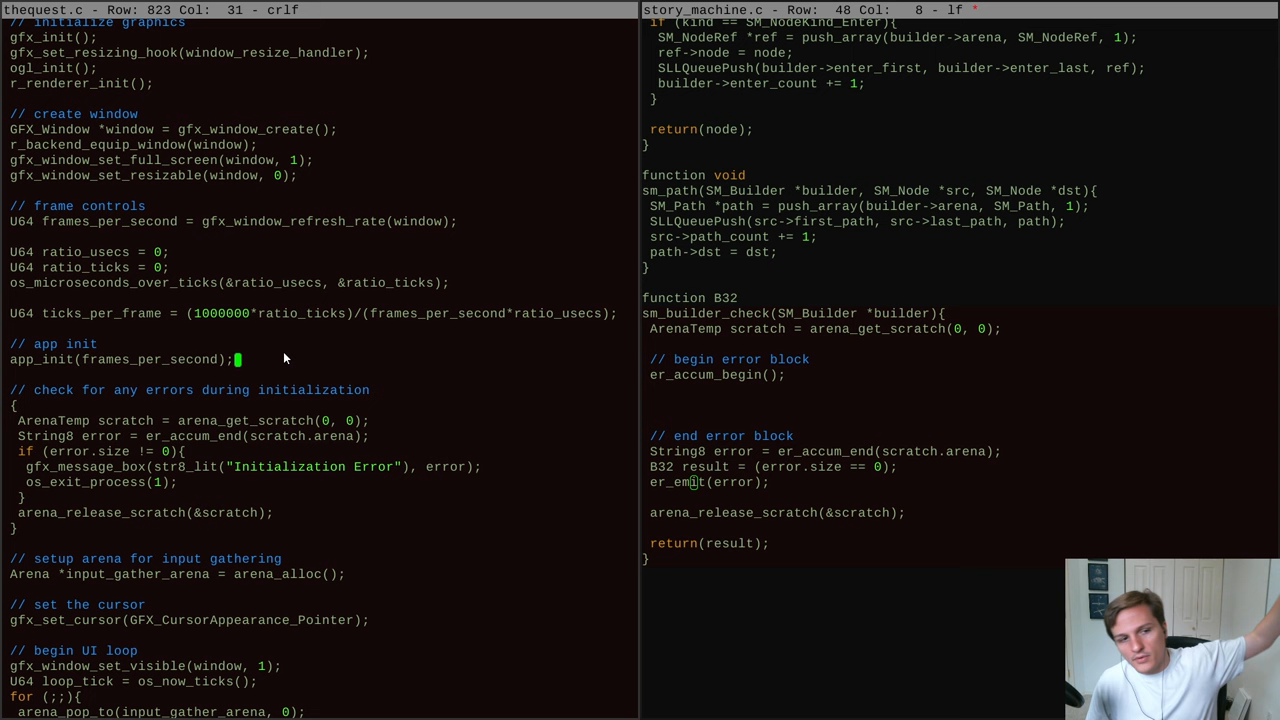 thequest.c - Row: 823 Col:  31 - crlf
// initialize graphics
gfx_init();
gfx_set_resizing_hook(window_resize_handler);
ogl_init();
r_renderer_init();
// create window
GFX_Window *window = gfx_window_create();
r_backend_equip_window(window);
gfx_window_set_full_screen(window, 1);
gfx_window_set_resizable(window, 0);
// frame controls
U64 frames_per_second = gfx_window_refresh_rate(window);
U64 ratio_usecs = 0;
U64 ratio_ticks = 0;
os_microseconds_over_ticks(&ratio_usecs, &ratio_ticks);
U64 ticks_per_frame = (1000000*ratio_ticks)/(frames_per_second*ratio_usecs);
// app init
app_init(frames_per_second);
// check for any errors during initialization
{
ArenaTemp scratch = arena_get_scratch(0, 0);
String8 error = er_accum_end(scratch.arena);
if (error.size != 0){
gfx_message_box(str8_lit("Initialization Error"), error);
os_exit_process(1);
}
arena_release_scratch(&scratch);
}
// setup arena for input gathering
Arena *input_gather_arena = arena_alloc();
// set the cursor
gfx_set_cursor(GFX_CursorAppearance_Pointer);
// begin UI loop
gfx_window_set_visible(window, 1);
U64 loop_tick = os_now_ticks();
for (;;){
arena_pop_to(input_gather_arena, 0);
story_machine.c - Row:  48 Col:   8 - lf *
if (kind == SM_NodeKind_Enter){
SM_NodeRef *ref = push_array(builder->arena, SM_NodeRef, 1);
ref->node = node;
SLLQueuePush(builder->enter_first, builder->enter_last, ref);
builder->enter_count += 1;
}
return(node);
}
function void
sm_path(SM_Builder *builder, SM_Node *src, SM_Node *dst){
SM_Path *path = push_array(builder->arena, SM_Path, 1);
SLLQueuePush(src->first_path, src->last_path, path);
src->path_count += 1;
path->dst = dst;
}
function B32
sm_builder_check(SM_Builder *builder){
ArenaTemp scratch = arena_get_scratch(0, 0);
// begin error block
er_accum_begin();
// end error block
String8 error = er_accum_end(scratch.arena);
B32 result = (error.size == 0);
er_emit(error);
arena_release_scratch(&scratch);
return(result);
}